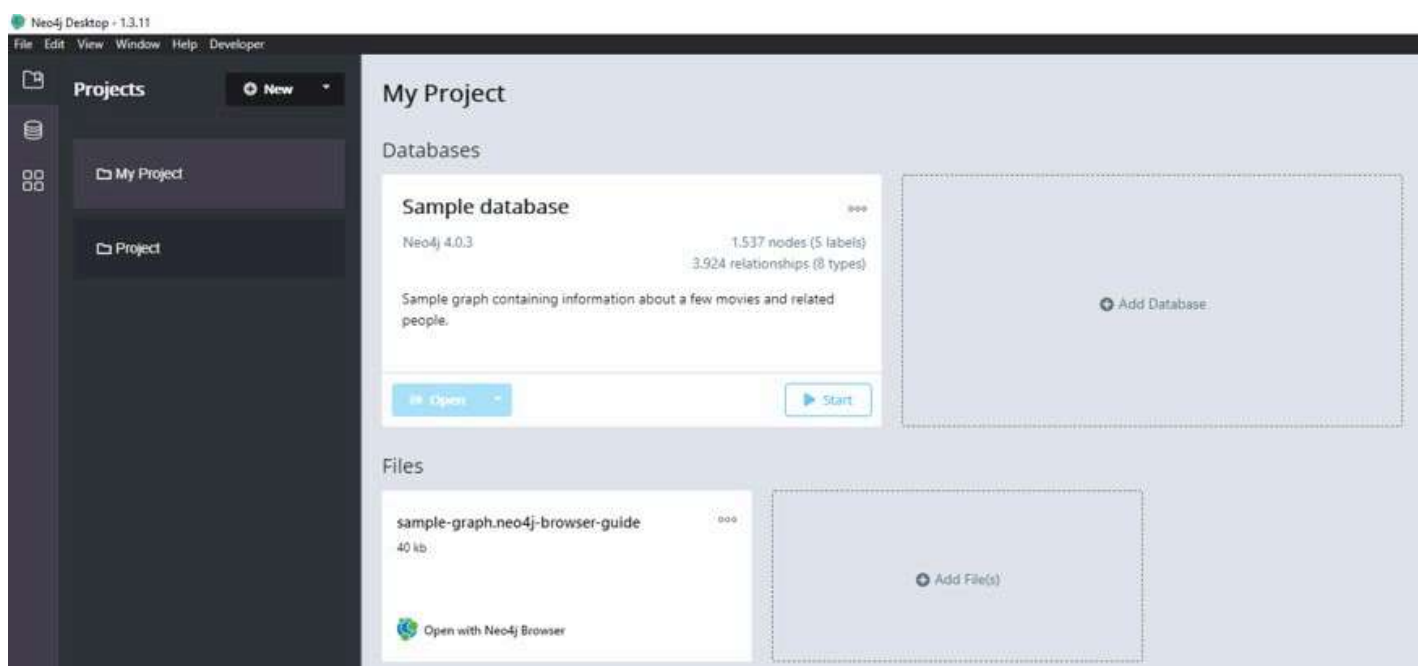 Neo4j Desktop - 1.3.11
File Edit View Window Help Developer
Projects
New
My Project
Project
My Project
Databases
Sample database
Neo4j 4.0.3
1.537 nodes (5 labels)
3.924 relationships (8 types)
Sample graph containing information about a few movies and related
people.
Open
Start
Add Database
Files
sample-graph.neo4j-browser-guide
40 kb
Open with Neo4j Browser
Add File(s)